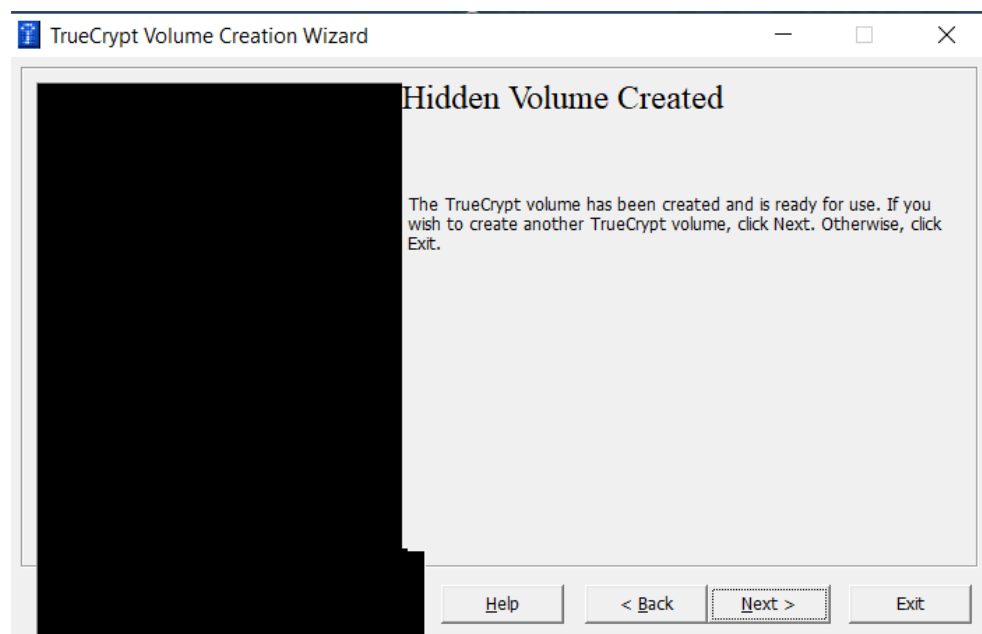 TrueCrypt Volume Creation Wizard
Hidden Volume Created
The TrueCrypt volume has been created and is ready for use. If you
wish to create another TrueCrypt volume, click Next. Otherwise, click
Exit.
Help < Back Next > Exit